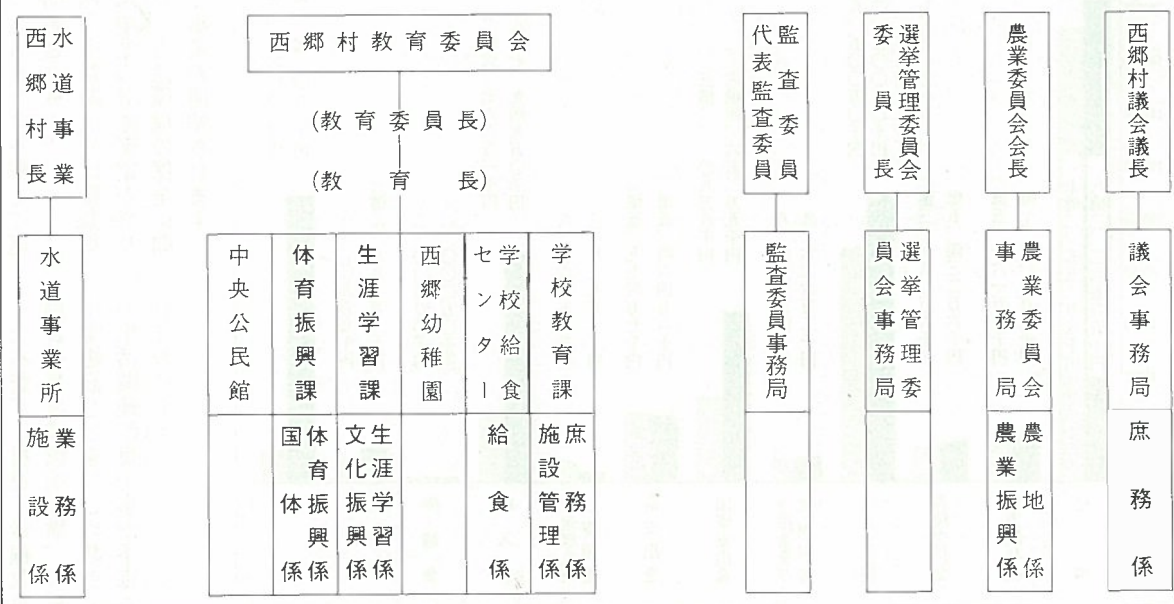 西郷村議会議長
議会事務局
庶務係
農業委員会会長
農業委員会
事務局
農地係
農業振興係
選挙管理委員会
委員長
選挙管理委
員会事務局
監査委員
代表監査委員
監査委員事務局
西郷村教育委員会
(教育委員長)
(教育長)
学校教育課
庶務係
施設管理係
学校給食
センター
給食係
西郷幼稚園
生涯学習課
生涯学習係
文化振興係
体育振興課
体育振興係
国体係
中央公民館
水道事業
西郷村長
水道事業所
業務係
施設係